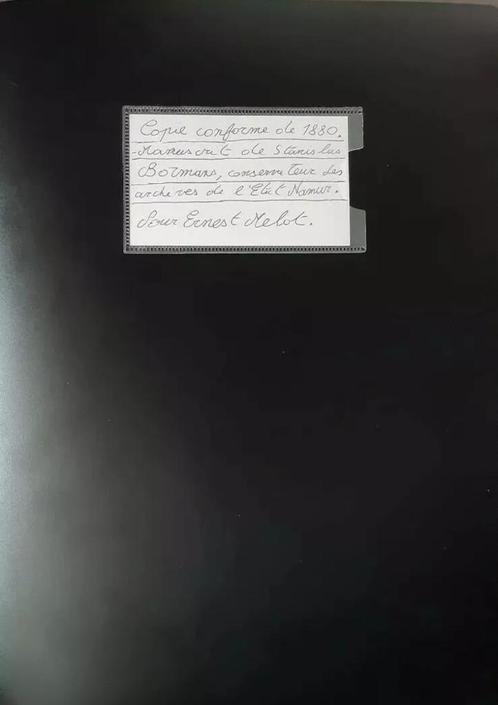 Copie conforme de 1880.
- Manuscrit de Stanislas
Bormans, conservateur des
archives de l'Etat Namur.
Pour Ernest Melot.